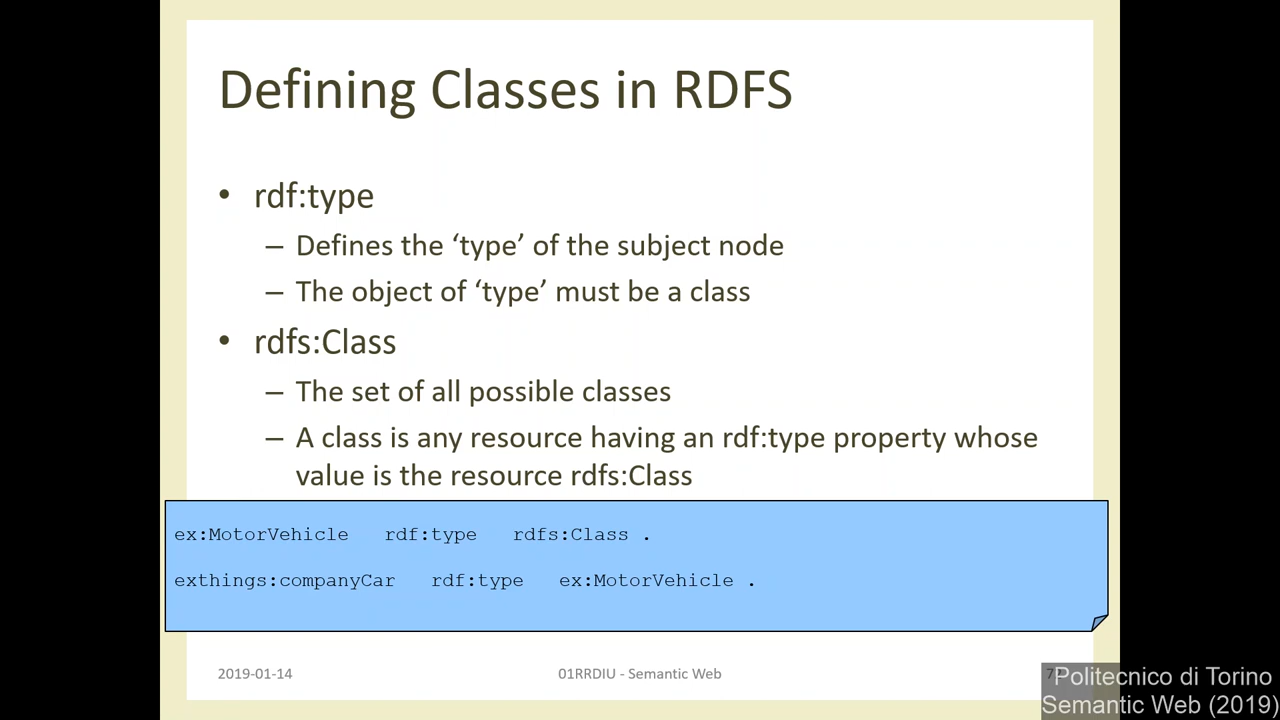 Defining Classes in RDFS
• rdf:type
– Defines the ‘type’ of the subject node
– The object of ‘type’ must be a class
• rdfs:Class
– The set of all possible classes
– A class is any resource having an rdf:type property whose
value is the resource rdfs:Class
ex:MotorVehicle rdf:type rdfs:Class .
exthings:companyCar rdf:type ex:MotorVehicle .
2019-01-14 01RRDIU - Semantic Web
Politecnico di Torino
Semantic Web (2019)